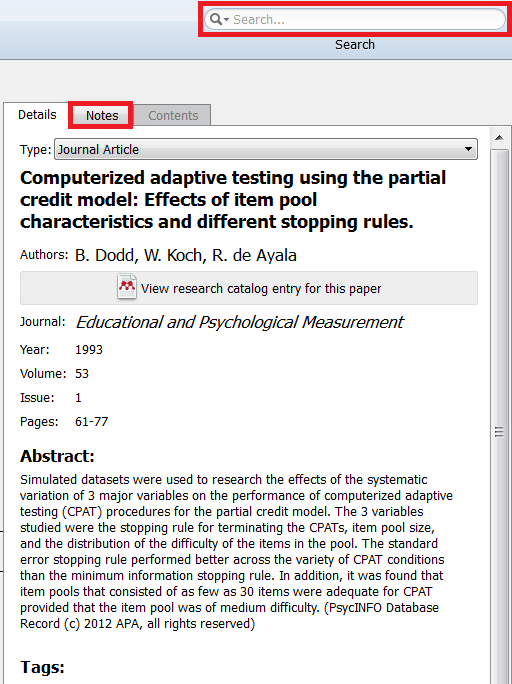 Search...
Search
Details Notes Contents
Type: Journal Article
Computerized adaptive testing using the partial
credit model: Effects of item pool
characteristics and different stopping rules.
Authors: B. Dodd, W. Koch, R. de Ayala
View research catalog entry for this paper
Journal: Educational and Psychological Measurement
Year: 1993
Volume: 53
Issue: 1
Pages: 61-77
Abstract:
Simulated datasets were used to research the effects of the systematic
variation of 3 major variables on the performance of computerized adaptive
testing (CPAT) procedures for the partial credit model. The 3 variables
studied were the stopping rule for terminating the CPATs, item pool size,
and the distribution of the difficulty of the items in the pool. The standard
error stopping rule performed better across the variety of CPAT conditions
than the minimum information stopping rule. In addition, it was found that
item pools that consisted of as few as 30 items were adequate for CPAT
provided that the item pool was of medium difficulty. (PsycINFO Database
Record (c) 2012 APA, all rights reserved)
Tags: